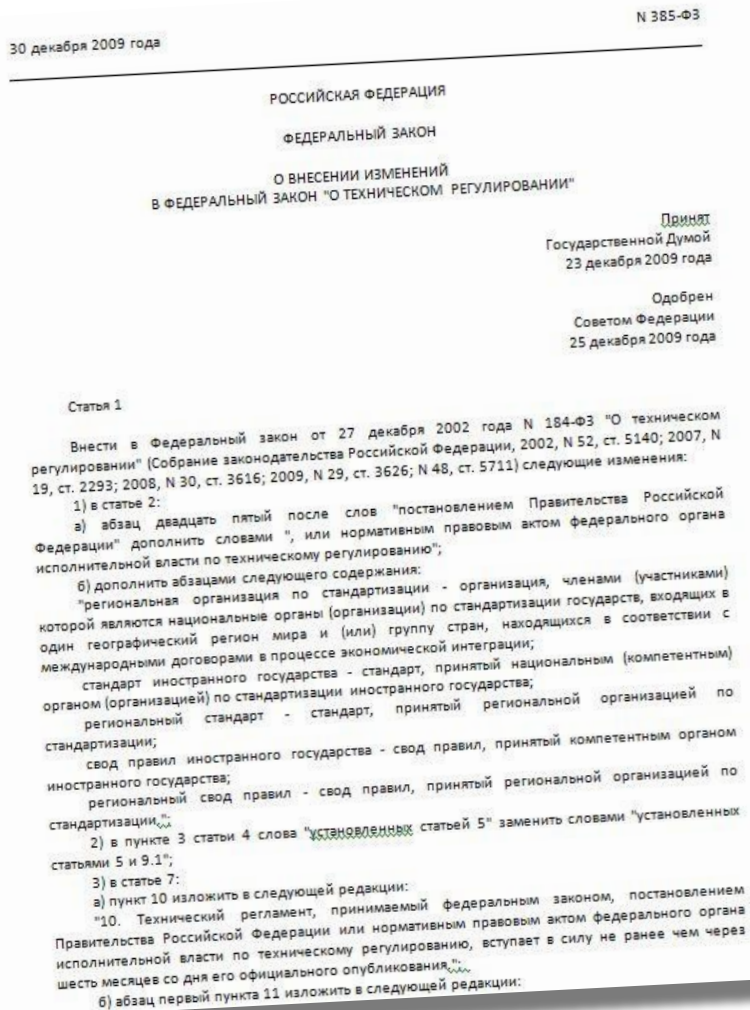 30 декабря 2009 года
N 385-ФЗ
РОССИЙСКАЯ ФЕДЕРАЦИЯ
ФЕДЕРАЛЬНЫЙ ЗАКОН
О ВНЕСЕНИИ ИЗМЕНЕНИЙ
В ФЕДЕРАЛЬНЫЙ ЗАКОН "О ТЕХНИЧЕСКОМ РЕГУЛИРОВАНИИ"
Принят
Государственной Думой
23 декабря 2009 года
Одобрен
Советом Федерации
25 декабря 2009 года
Статья 1
Внести в Федеральный закон от 27 декабря 2002 года N 184-ФЗ "О техническом
регулировании" (Собрание законодательства Российской Федерации, 2002, N 52, ст. 5140; 2007, N
19, ст. 2293; 2008, N 30, ст. 3616; 2009, N 29, ст. 3626; N 48, ст. 5711) следующие изменения:
1) в статье 2:
а) абзац двадцать пятый после слов "постановлением Правительства Российской
Федерации" дополнить словами ", или нормативным правовым актом федерального органа
исполнительной власти по техническому регулированию";
б) дополнить абзацами следующего содержания:
"региональная организация по стандартизации - организация, членами (участниками)
которой являются национальные органы (организации) по стандартизации государств, входящих в
один географический регион мира и (или) группу стран, находящихся в соответствии с
международными договорами в процессе экономической интеграции;
стандарт иностранного государства - стандарт, принятый национальным (компетентным)
органом (организацией) по стандартизации иностранного государства;
региональный стандарт - стандарт, принятый региональной организацией по
стандартизации;
свод правил иностранного государства - свод правил, принятый компетентным органом
иностранного государства;
региональный свод правил - свод правил, принятый региональной организацией по
стандартизации.";
2) в пункте 3 статьи 4 слова "установленных статьей 5" заменить словами "установленных
статьями 5 и 9.1";
3) в статье 7:
а) пункт 10 изложить в следующей редакции:
"10. Технический регламент, принимаемый федеральным законом, постановлением
Правительства Российской Федерации или нормативным правовым актом федерального органа
исполнительной власти по техническому регулированию, вступает в силу не ранее чем через
шесть месяцев со дня его официального опубликования.";
б) абзац первый пункта 11 изложить в следующей редакции: